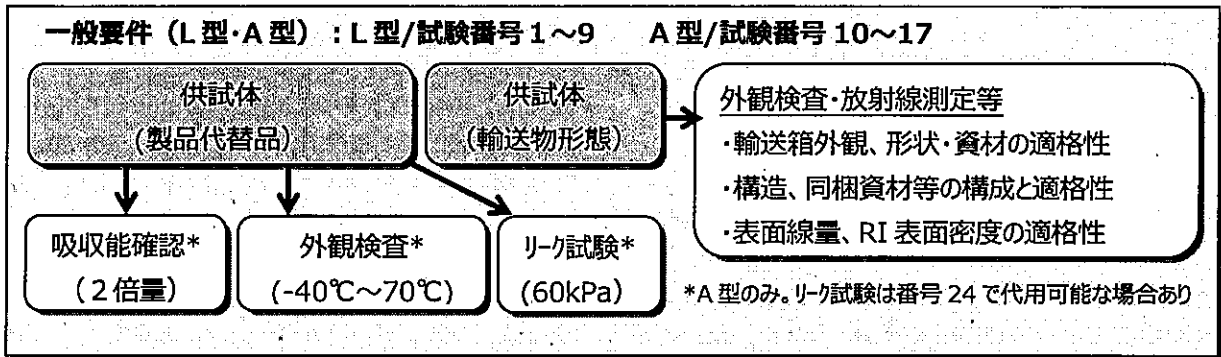 一般要件（L型･A型）：L型/試験番号1～9　A型/試験番号10～17
供試体
(製品代替品)
供試体
(輸送物形態)
外観検査･放射線測定等
･輸送箱外観、形状･資材の適格性
･構造、同梱資材等の構成と適格性
･表面線量、RI表面密度の適格性
吸収能確認*
（2倍量）
外観検査*
(-40℃～70℃)
ﾘｰｸ試験*
(60kPa)
*A型のみ。ﾘｰｸ試験は番号24で代用可能な場合あり